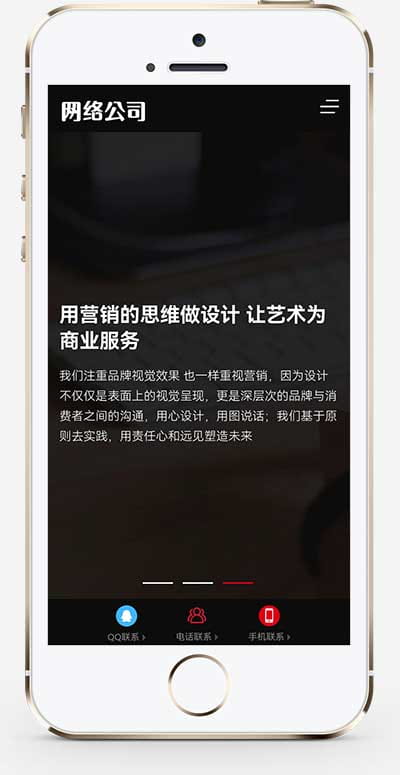 网络公司
用营销的思维做设计 让艺术为
商业服务
我们注重品牌视觉效果 也一样重视营销，因为设计
不仅仅是表面上的视觉呈现，更是深层次的品牌与消
费者之间的沟通，用心设计，用图说话；我们基于原
则去实践，用责任心和远见塑造未来
QQ联系 › 电话联系 › 手机联系 ›